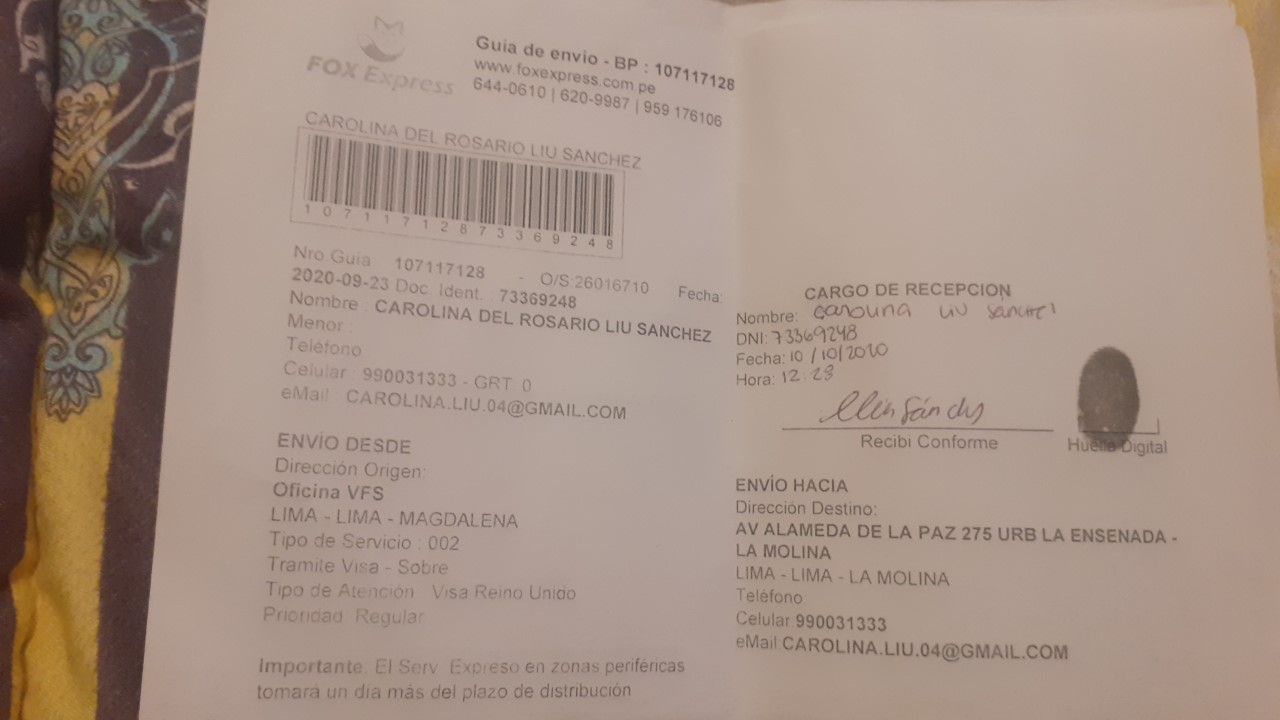 FOX Express
Guia de envio - BP : 107117128
www.foxexpress.com.pe
644-0610 | 620-9987 | 959 176106
CAROLINA DEL ROSARIO LIU SANCHEZ
10711712873369248
Nro.Guia 107117128 - O/S:26016710 Fecha:
2020-09-23 Doc. Ident. : 73369248
Nombre : CAROLINA DEL ROSARIO LIU SANCHEZ
Menor :
Teléfono
Celular : 990031333 - GRT. 0
eMail : CAROLINA.LIU.04@GMAIL.COM
ENVÍO DESDE
Dirección Origen:
Oficina VFS
LIMA - LIMA - MAGDALENA
Tipo de Servicio : 002
Tramite Visa - Sobre
Tipo de Atención Visa Reino Unido
Prioridad: Regular
Importante: El Serv. Expreso en zonas periféricas
tomará un día más del plazo de distribución
CARGO DE RECEPCION
Nombre: Carolina Liu Sánchez
DNI: 73369248
Fecha: 10/10/2020
Hora: 12:23
Recibi Conforme
Huella Digital
ENVÍO HACIA
Dirección Destino:
AV ALAMEDA DE LA PAZ 275 URB LA ENSENADA -
LA MOLINA
LIMA - LIMA - LA MOLINA
Teléfono:
Celular:990031333
eMail:CAROLINA.LIU.04@GMAIL.COM